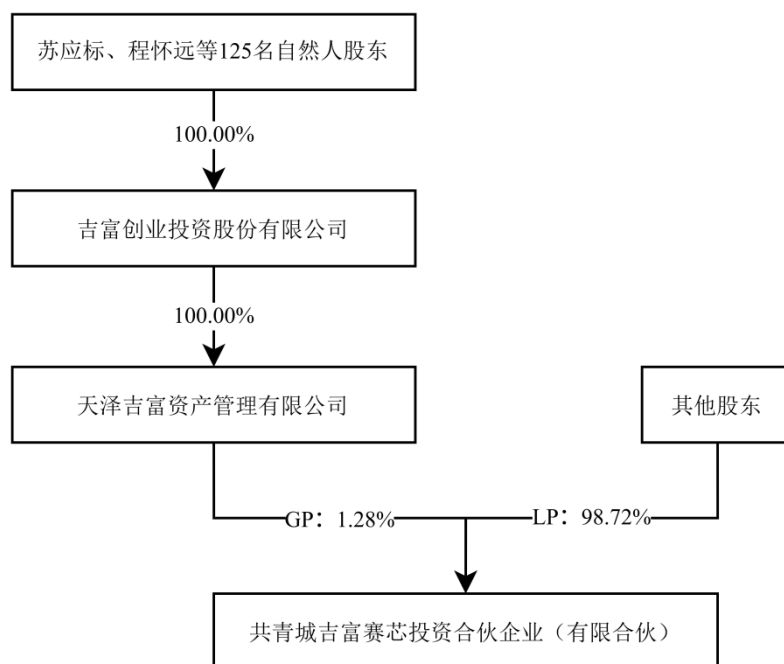 苏应标、程怀远等125名自然人股东
100.00%
吉富创业投资股份有限公司
100.00%
天泽吉富资产管理有限公司
其他股东
GP：1.28%
LP：98.72%
共青城吉富赛芯投资合伙企业（有限合伙）